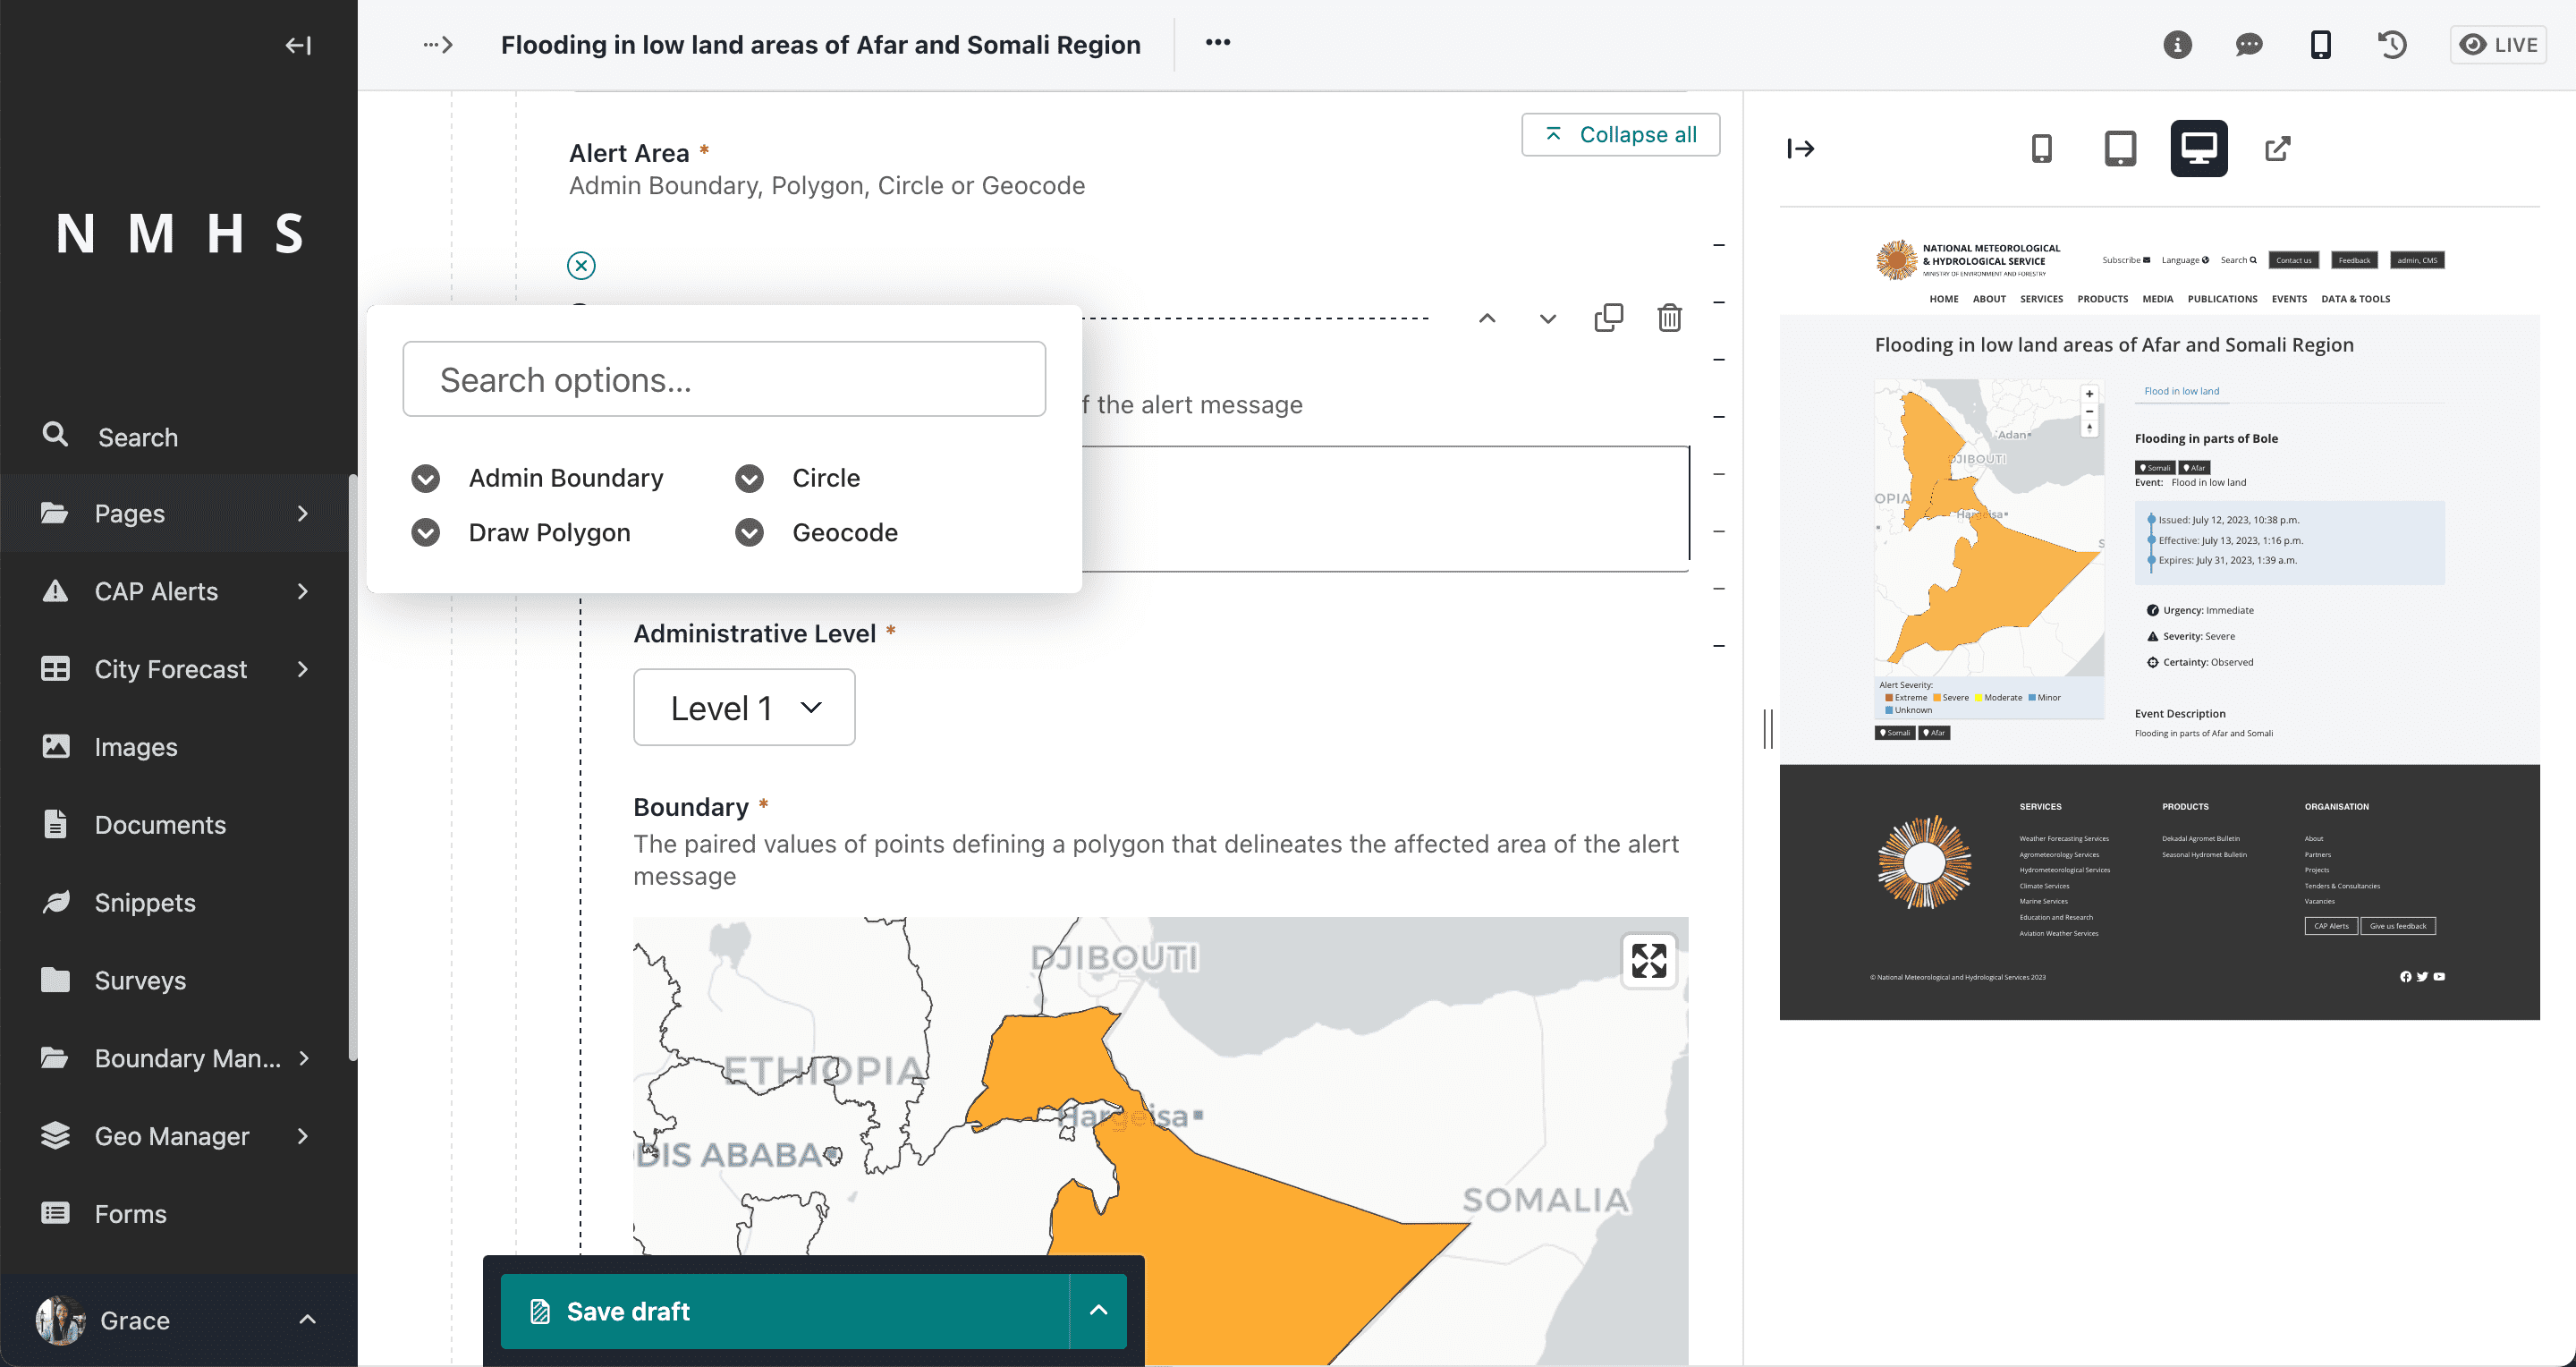 N M H S
Search
Pages
CAP Alerts
City Forecast
Images
Documents
Snippets
Surveys
Boundary Man...
Geo Manager
Forms
Grace
Flooding in low land areas of Afar and Somali Region
LIVE
Collapse all
Alert Area *
Admin Boundary, Polygon, Circle or Geocode
Search options...
Admin Boundary
Circle
Draw Polygon
Geocode
f the alert message
Administrative Level *
Level 1
Boundary *
The paired values of points defining a polygon that delineates the affected area of the alert
message
DJIBOUTI
ETHIOPIA
Hargeisa
DIS ABABA
SOMALIA
Save draft
NATIONAL METEOROLOGICAL
& HYDROLOGICAL SERVICE
MINISTRY OF ENVIRONMENT AND FORESTRY
Subscribe Language Search Contact us Feedback admin, CMS
HOME ABOUT SERVICES PRODUCTS MEDIA PUBLICATIONS EVENTS DATA & TOOLS
Flooding in low land areas of Afar and Somali Region
Adan
DJIBOUTI
OPIA
Hargeisa
S
Alert Severity:
Extreme Severe Moderate Minor
Unknown
Somali Afar
Flood in low land
Flooding in parts of Bole
Somali Afar
Event: Flood in low land
Issued: July 12, 2023, 10:38 p.m.
Effective: July 13, 2023, 1:16 p.m.
Expires: July 31, 2023, 1:39 a.m.
Urgency: Immediate
Severity: Severe
Certainty: Observed
Event Description
Flooding in parts of Afar and Somali
SERVICES
Weather Forecasting Services
Agrometeorology Services
Hydrometeorological Services
Climate Services
Marine Services
Education and Research
Aviation Weather Services
PRODUCTS
Dekadal Agromet Bulletin
Seasonal Hydromet Bulletin
ORGANISATION
About
Partners
Projects
Tenders & Consultancies
Vacancies
CAP Alerts Give us feedback
© National Meteorological and Hydrological Services 2023